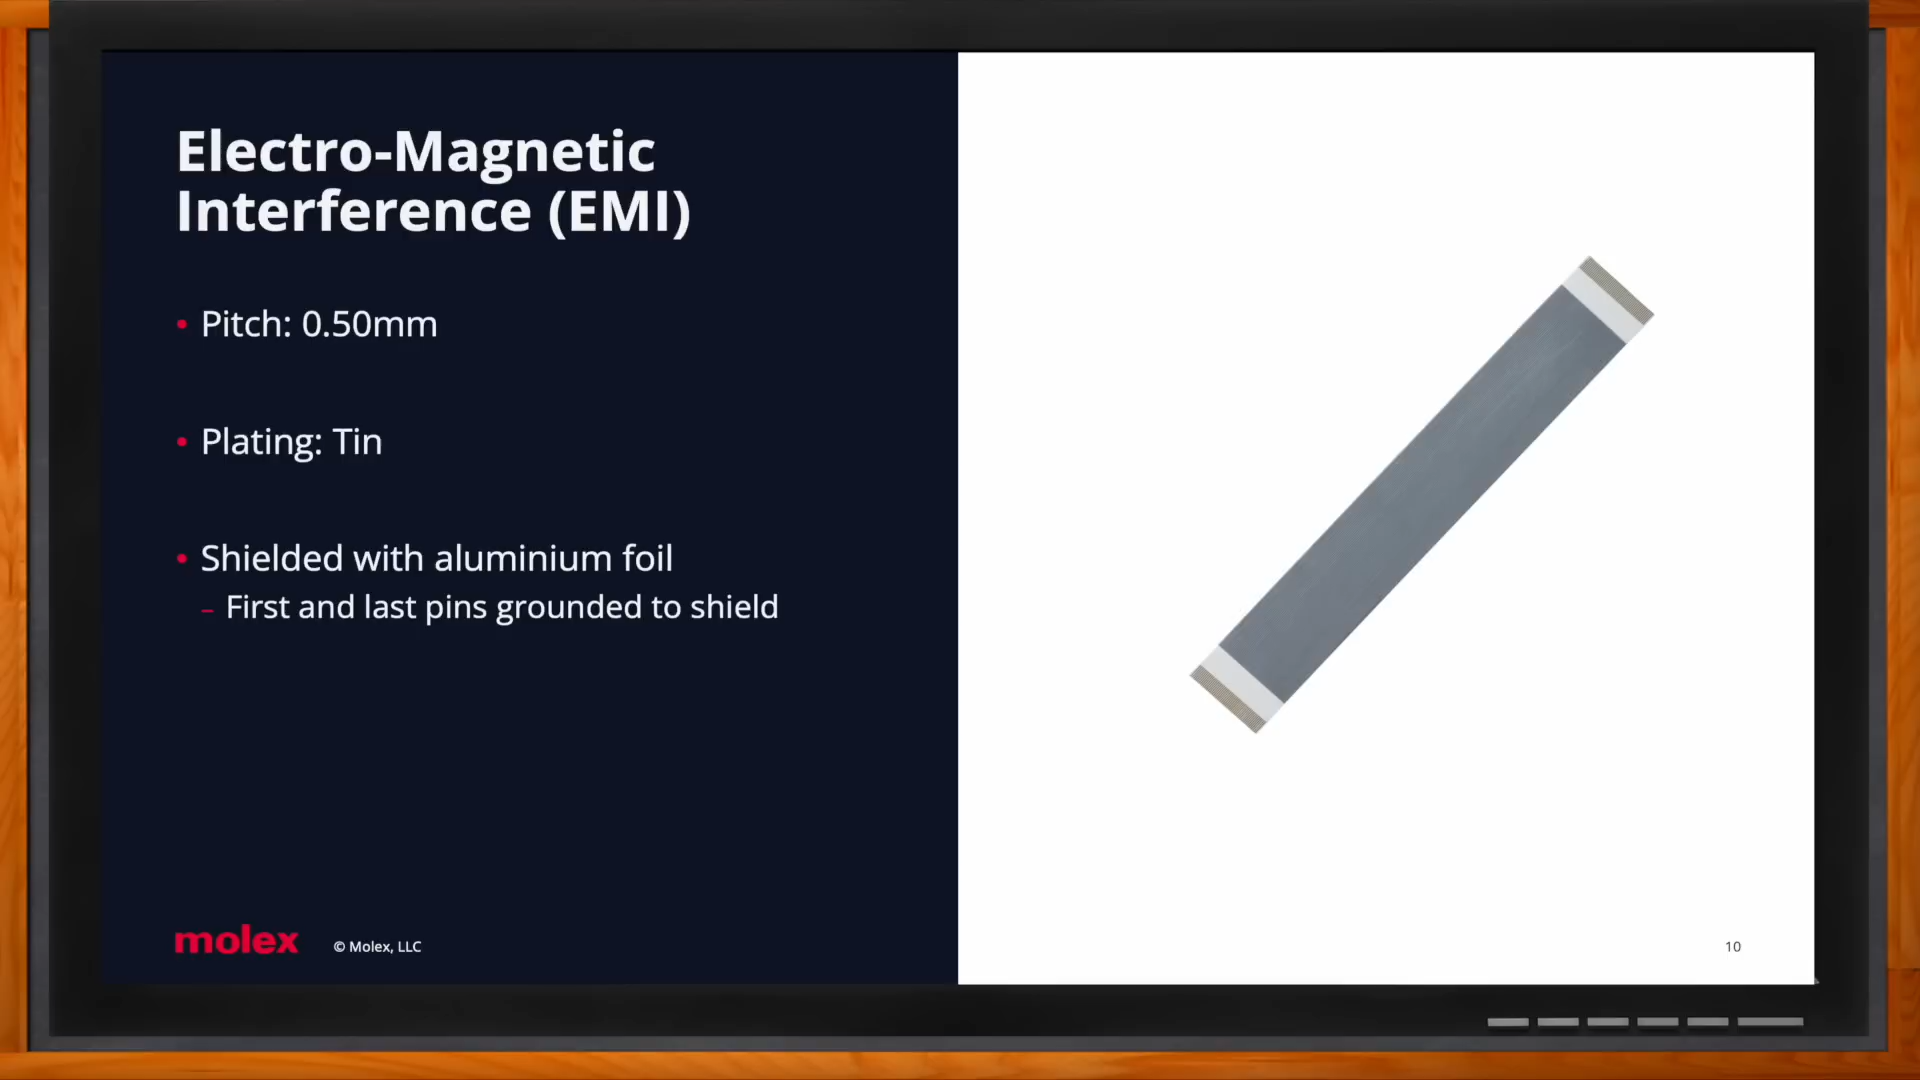 Electro-Magnetic
Interference (EMI)
• Pitch: 0.50mm
• Plating: Tin
• Shielded with aluminium foil
– First and last pins grounded to shield
molex
© Molex, LLC
10